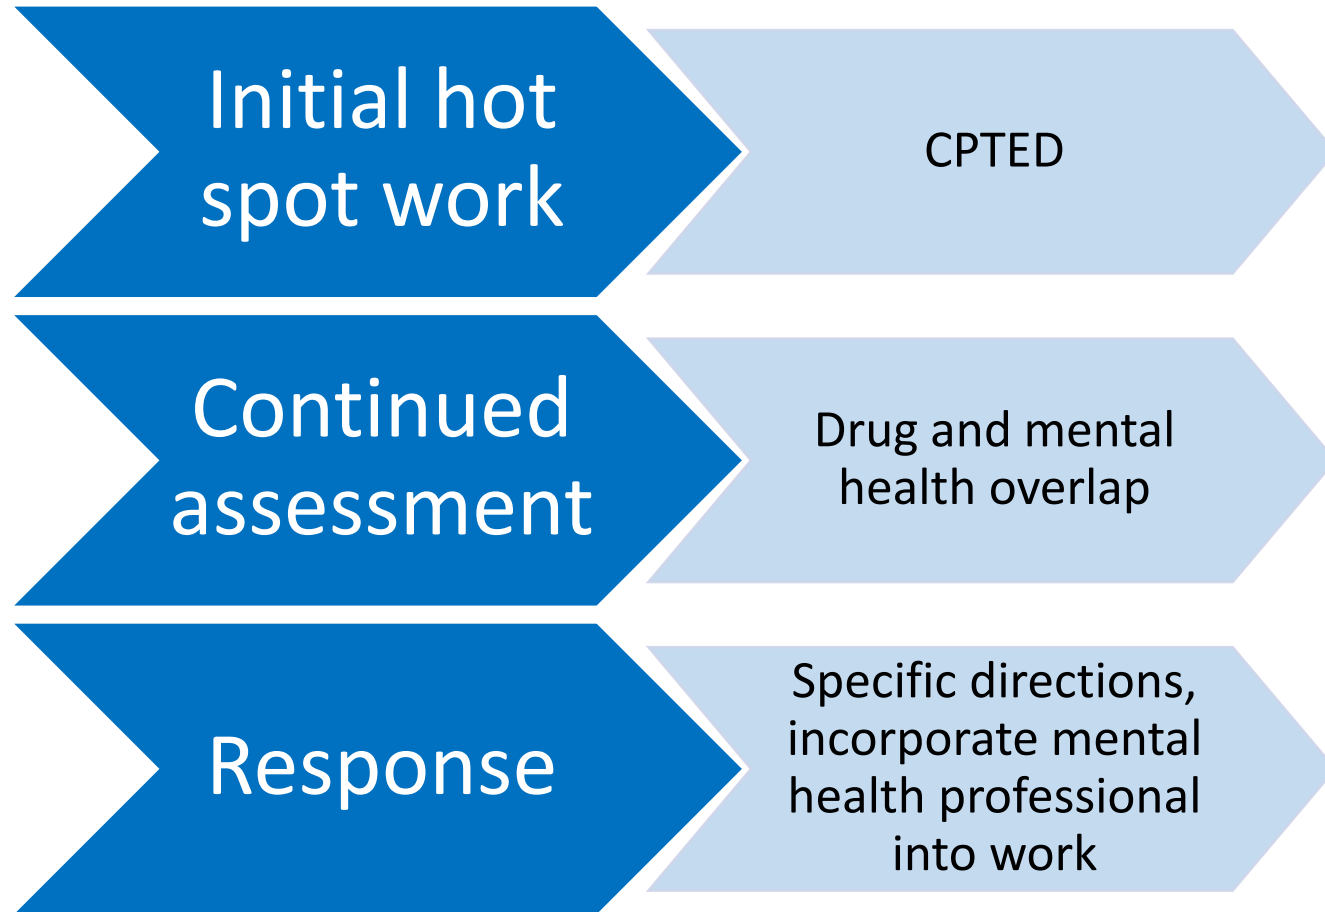 Initial hot
spot work
CPTED
Continued
assessment
Drug and mental
health overlap
Response
Specific directions,
incorporate mental
health professional
into work